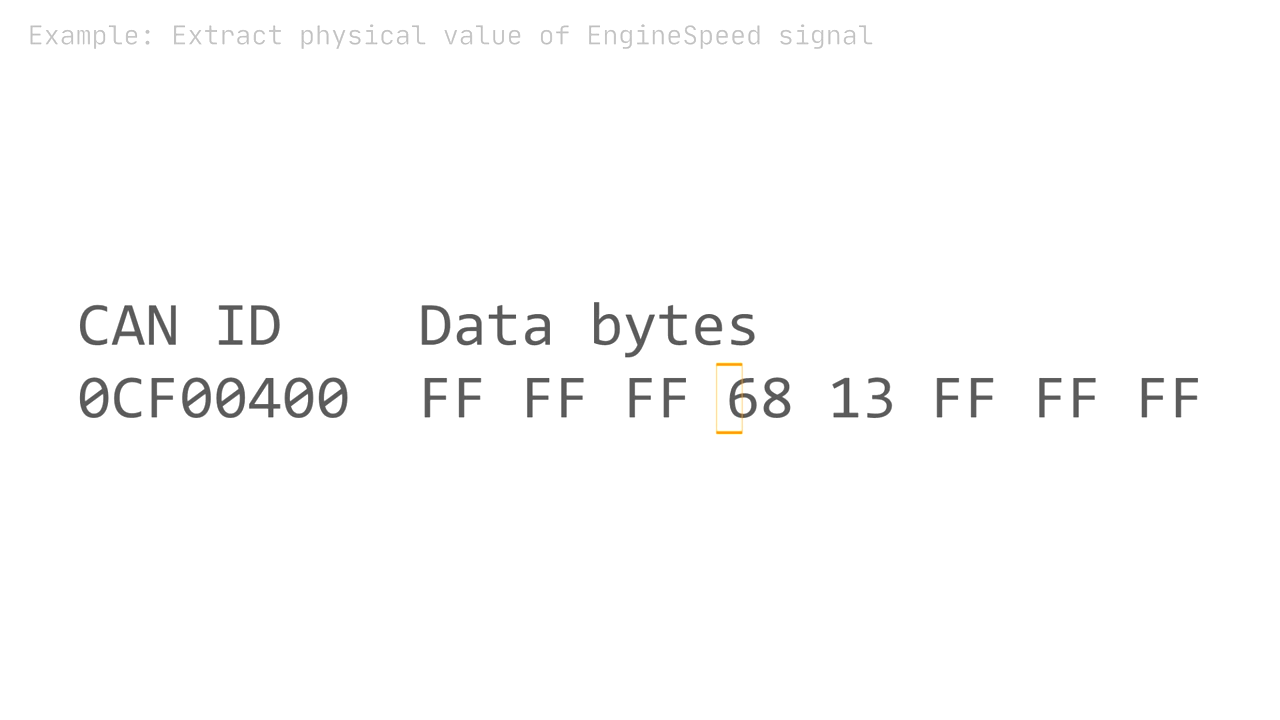 Example: Extract physical value of EngineSpeed signal
CAN ID Data bytes
0CF00400 FF FF FF 68 13 FF FF FF